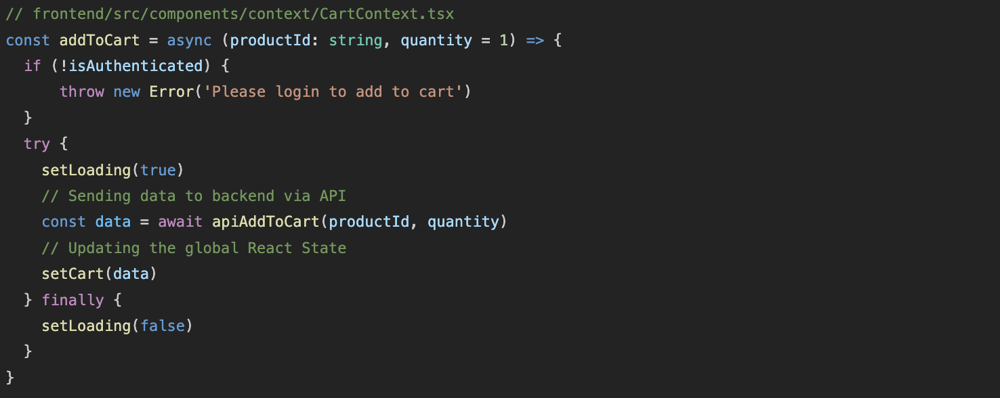 // frontend/src/components/context/CartContext.tsx
const addToCart = async (productId: string, quantity = 1) => {
  if (!isAuthenticated) {
      throw new Error('Please login to add to cart')
  }
  try {
    setLoading(true)
    // Sending data to backend via API
    const data = await apiAddToCart(productId, quantity)
    // Updating the global React State
    setCart(data)
  } finally {
    setLoading(false)
  }
}